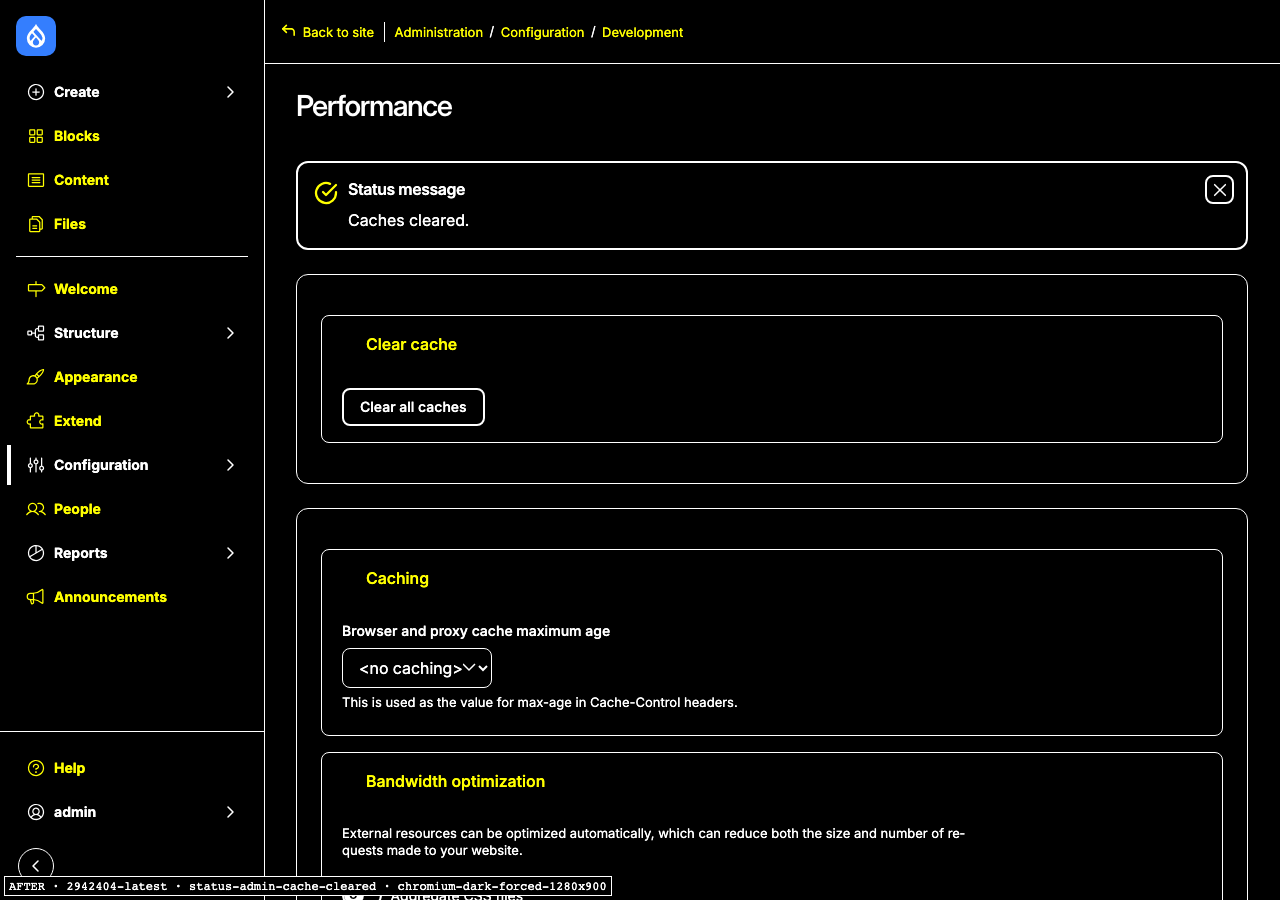 Back to site
Administration / Configuration / Development
Create
Blocks
Content
Files
Welcome
Structure
Appearance
Extend
Configuration
People
Reports
Announcements
Help
admin
Performance
Status message
Caches cleared.
Clear cache
Clear all caches
Caching
Browser and proxy cache maximum age
<no caching>
This is used as the value for max-age in Cache-Control headers.
Bandwidth optimization
External resources can be optimized automatically, which can reduce both the size and number of re-
quests made to your website.
Aggregate CSS files
AFTER · 2942404-latest · status-admin-cache-cleared · chromium-dark-forced-1280x900